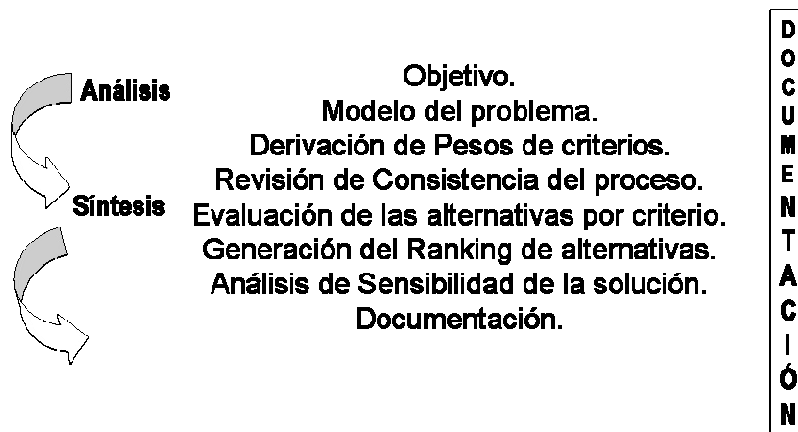 Análisis
Síntesis
Objetivo.
Modelo del problema.
Derivación de Pesos de criterios.
Revisión de Consistencia del proceso.
Evaluación de las alternativas por criterio.
Generación del Ranking de alternativas.
Análisis de Sensibilidad de la solución.
Documentación.
DOCUMENTACIÓN